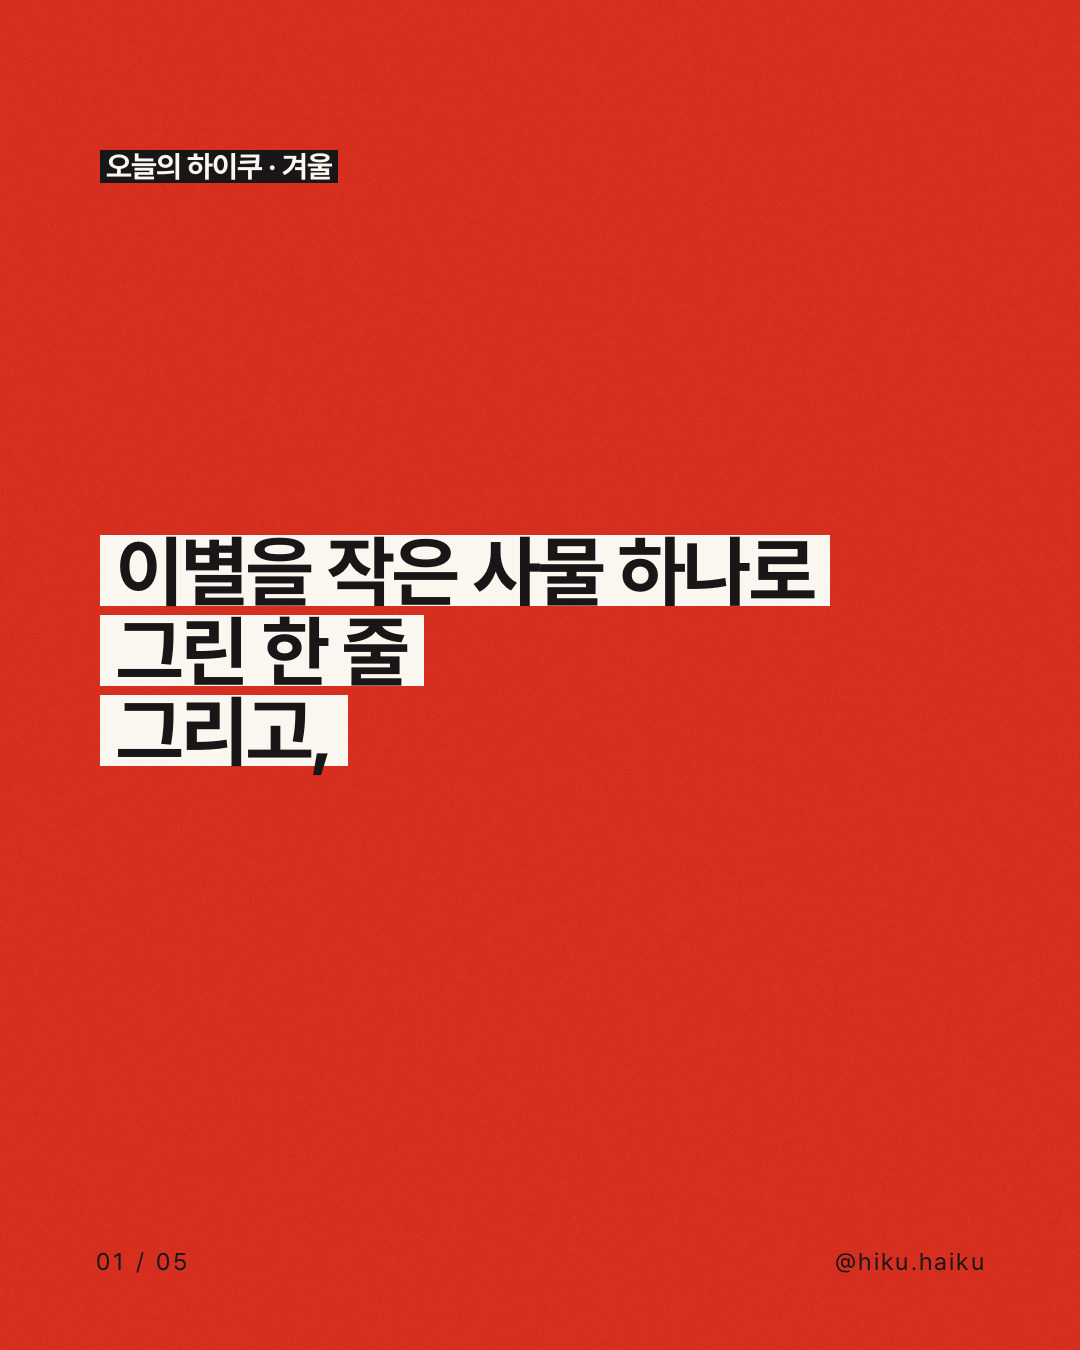 오늘의 하이쿠 · 겨울
이별을 작은 사물 하나로
그린 한 줄
그리고,
01 / 05
@hiku.haiku